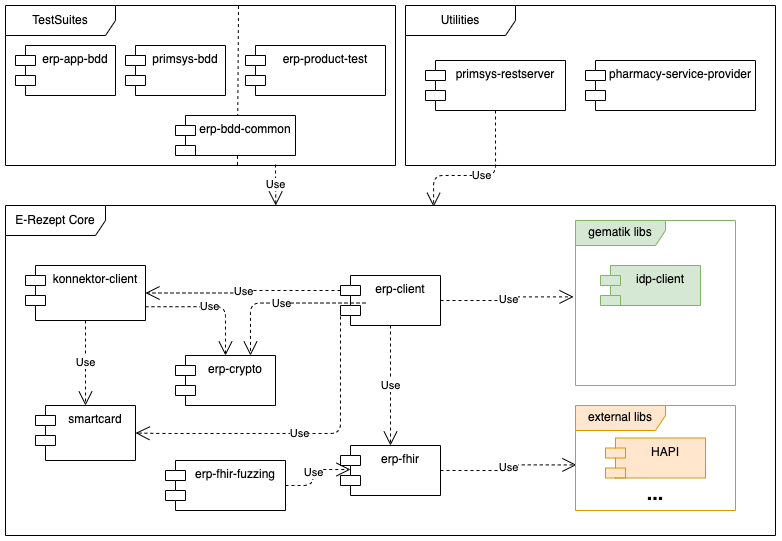 TestSuites
Utilities
erp-app-bdd
primsys-bdd
erp-product-test
primsys-restserver
pharmacy-service-provider
erp-bdd-common
Use
Use
E-Rezept Core
gematik libs
konnektor-client
erp-client
idp-client
Use
Use
Use
Use
Use
erp-crypto
Use
smartcard
external libs
Use
HAPI
erp-fhir
erp-fhir-fuzzing
Use
Use
...